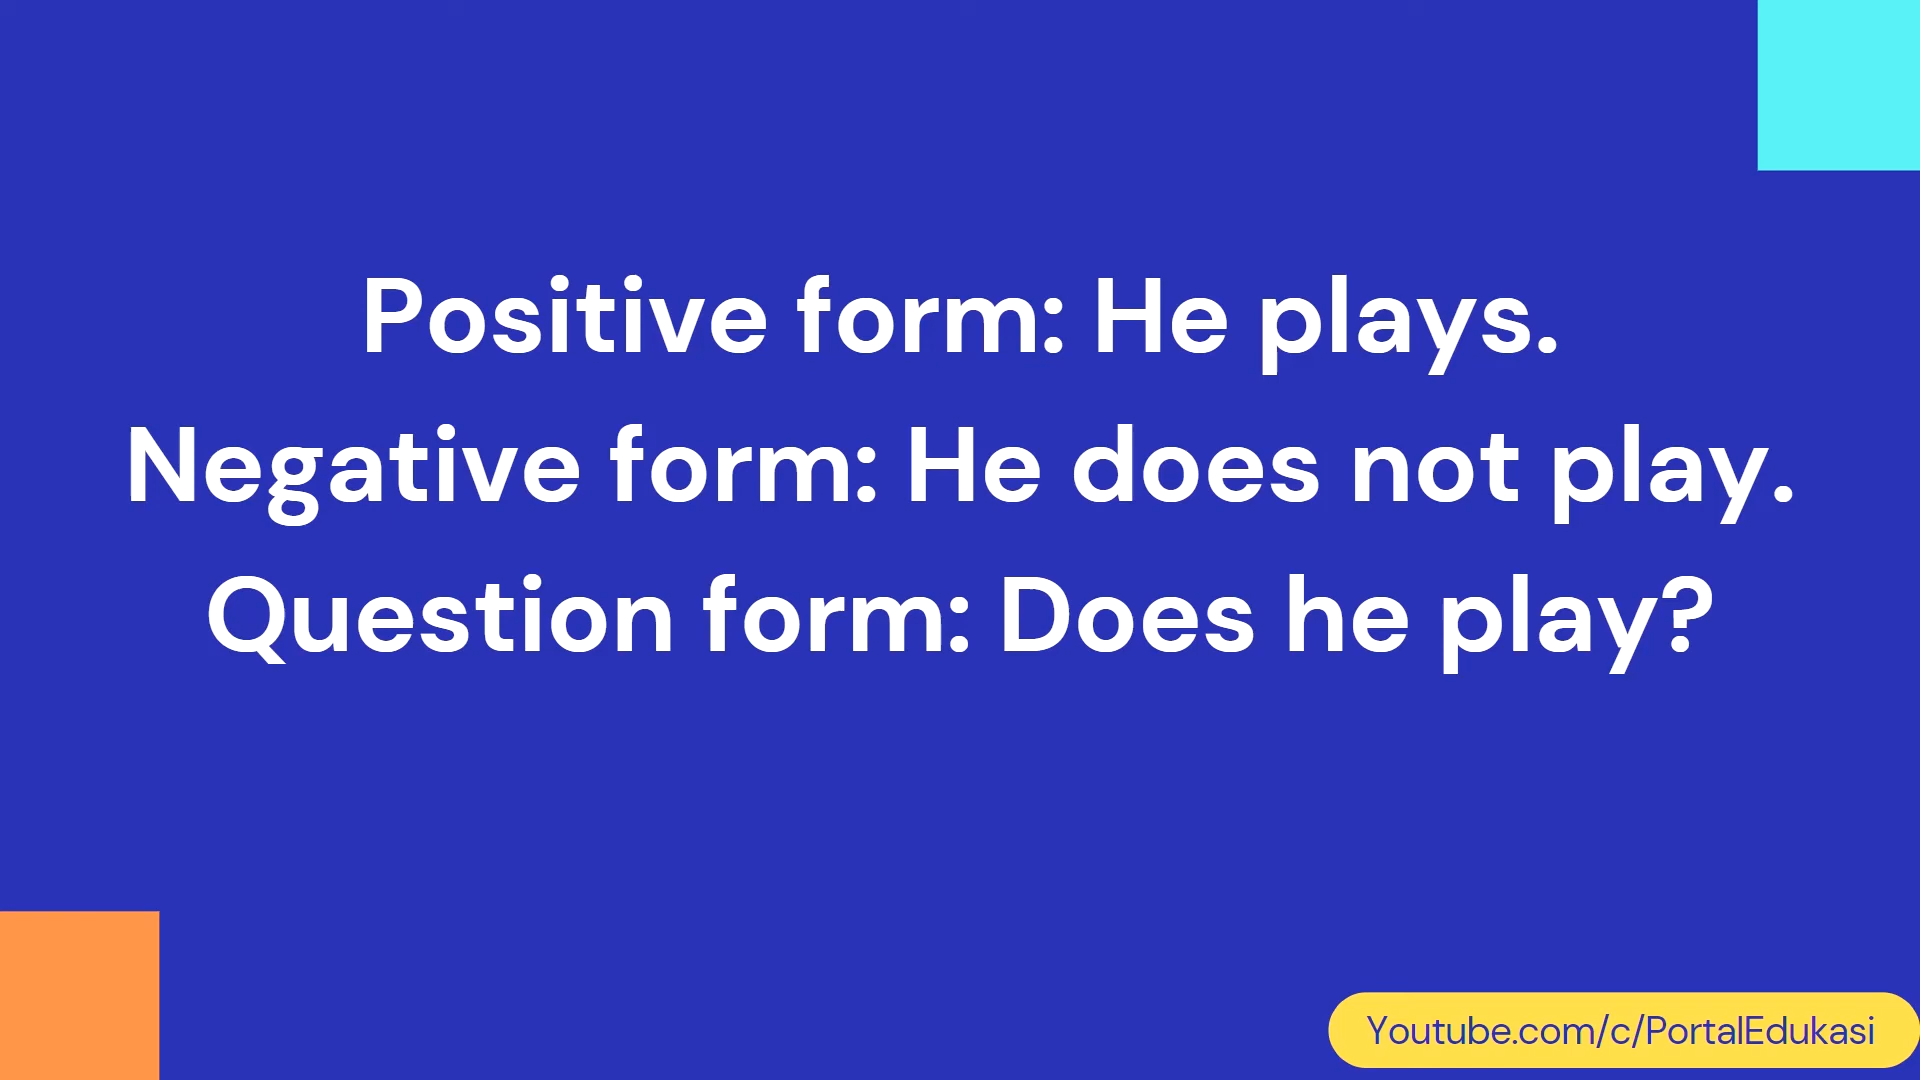 Positive form: He plays.
Negative form: He does not play.
Question form: Does he play?
Youtube.com/c/PortalEdukasi